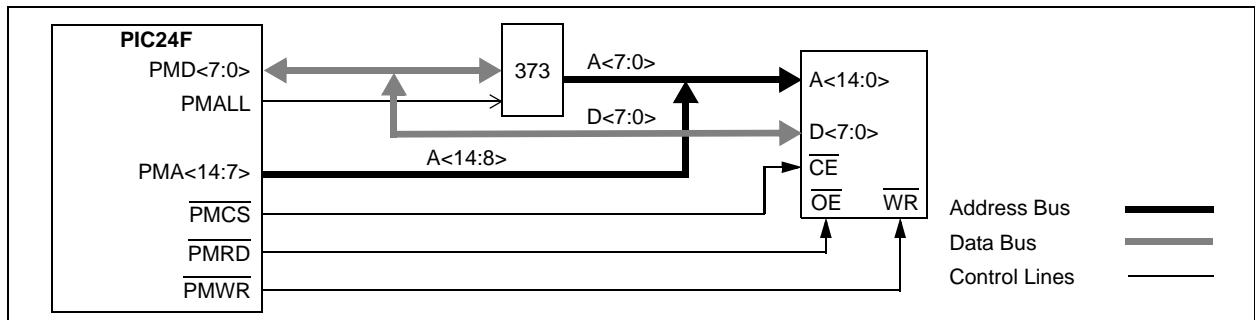 PIC24F
PMD<7:0>
PMALL
PMA<14:7>
PMCS
PMRD
PMWR
373
A<7:0>
D<7:0>
A<14:8>
A<14:0>
D<7:0>
CE
OE WR
Address Bus
Data Bus
Control Lines